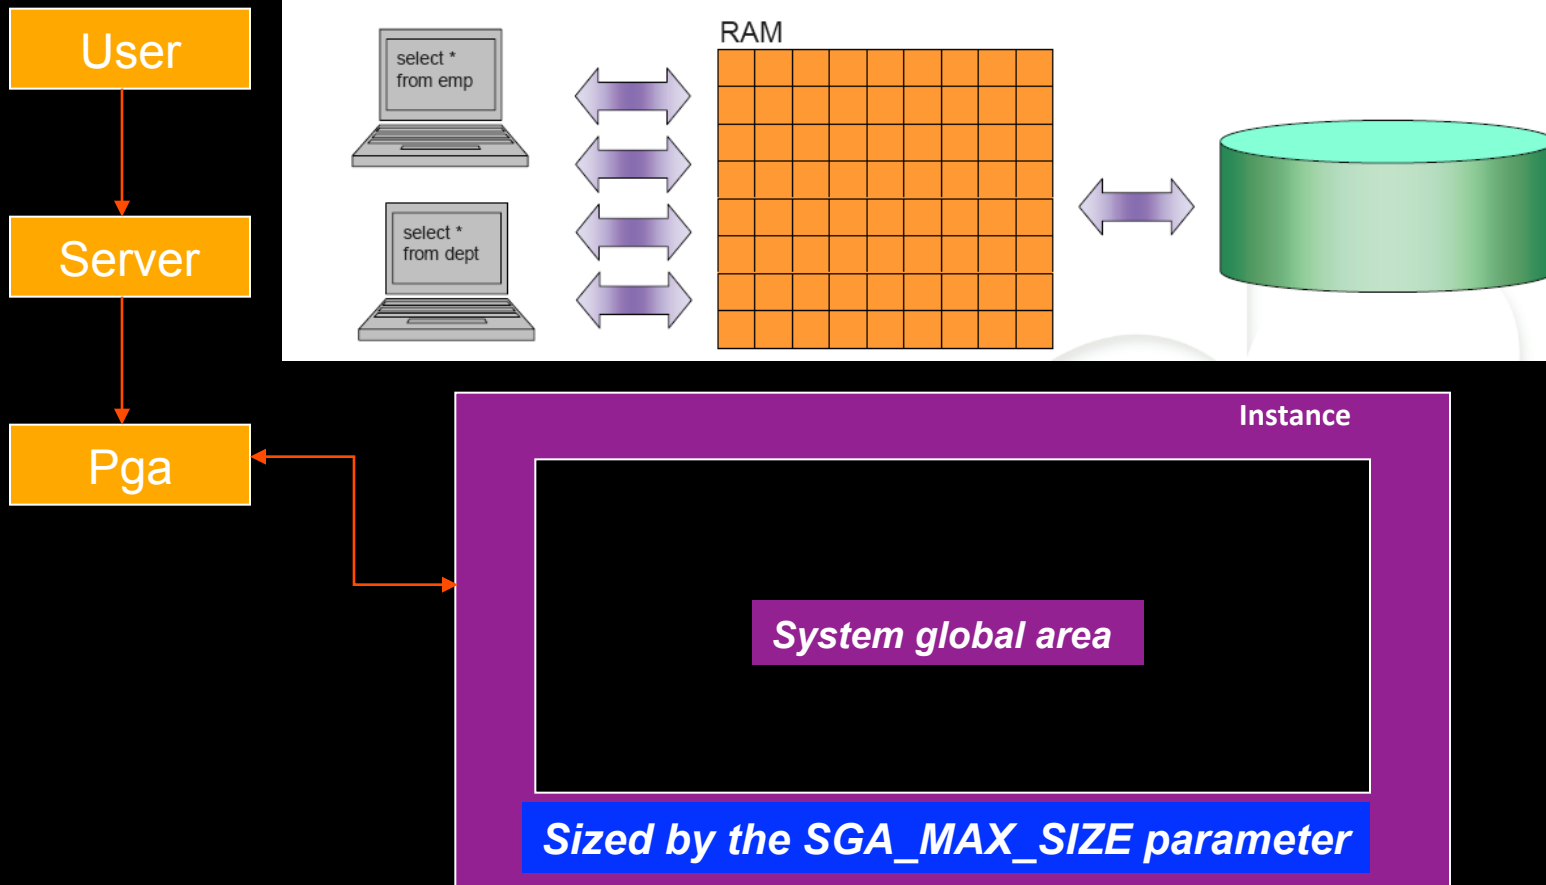 User
Server
Pga
select *
from emp
select *
from dept
RAM
Instance
System global area
Sized by the SGA_MAX_SIZE parameter